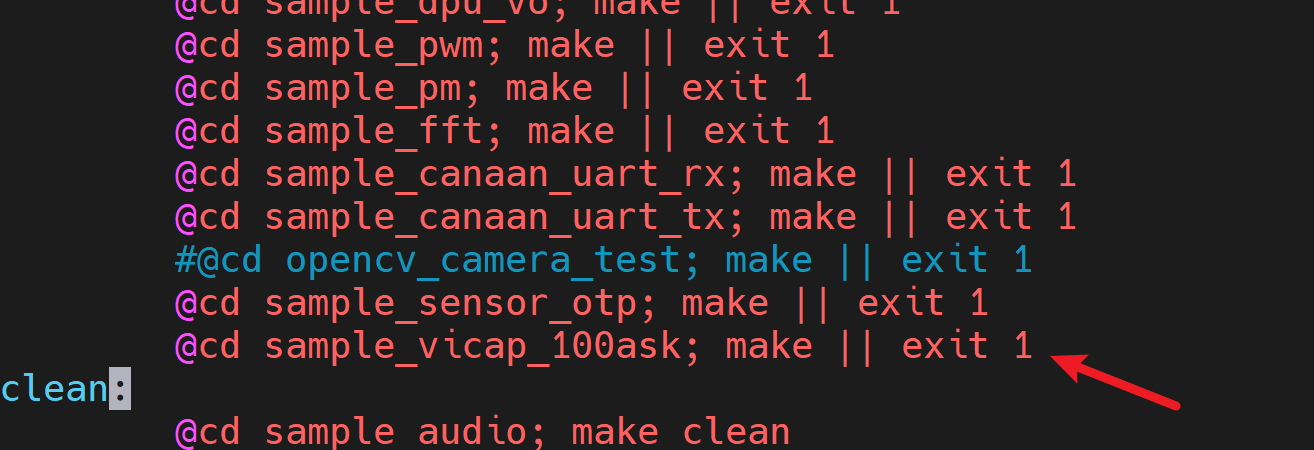 @cd sample_dpu_vo; make || exit 1
@cd sample_pwm; make || exit 1
@cd sample_pm; make || exit 1
@cd sample_fft; make || exit 1
@cd sample_canaan_uart_rx; make || exit 1
@cd sample_canaan_uart_tx; make || exit 1
#@cd opencv_camera_test; make || exit 1
@cd sample_sensor_otp; make || exit 1
@cd sample_vicap_100ask; make || exit 1
clean:
@cd sample_audio; make clean